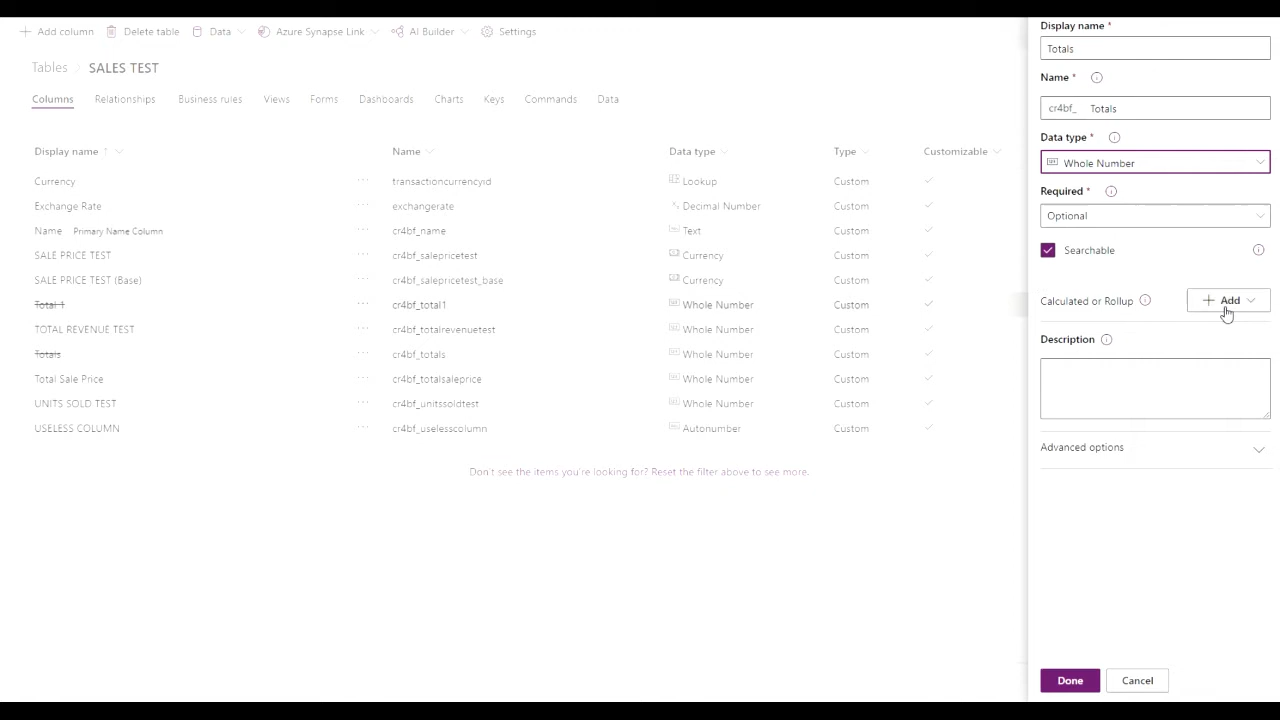 Add column Delete table Data Azure Synapse Link AI Builder Settings
Tables SALES TEST
Columns Relationships Business rules Views Forms Dashboards Charts Keys Commands Data
Display name Name Data type Type Customizable
Currency transactioncurrencyid Lookup Custom
Exchange Rate exchangerate Decimal Number Custom
Name Primary Name Column cr4bf_name Text Custom
SALE PRICE TEST cr4bf_salepricetest Currency Custom
SALE PRICE TEST (Base) cr4bf_salepricetest_base Currency Custom
Total 1 cr4bf_total1 Whole Number Custom
TOTAL REVENUE TEST cr4bf_totalrevenuetest Whole Number Custom
Totals cr4bf_totals Whole Number Custom
Total Sale Price cr4bf_totalsaleprice Whole Number Custom
UNITS SOLD TEST cr4bf_unitssoldtest Whole Number Custom
USELESS COLUMN cr4bf_uselesscolumn Autonumber Custom
Don't see the items you're looking for? Reset the filter above to see more.
Display name *
Totals
Name *
cr4bf_ Totals
Data type *
Whole Number
Required *
Optional
Searchable
Calculated or Rollup + Add
Description
Advanced options
Done Cancel